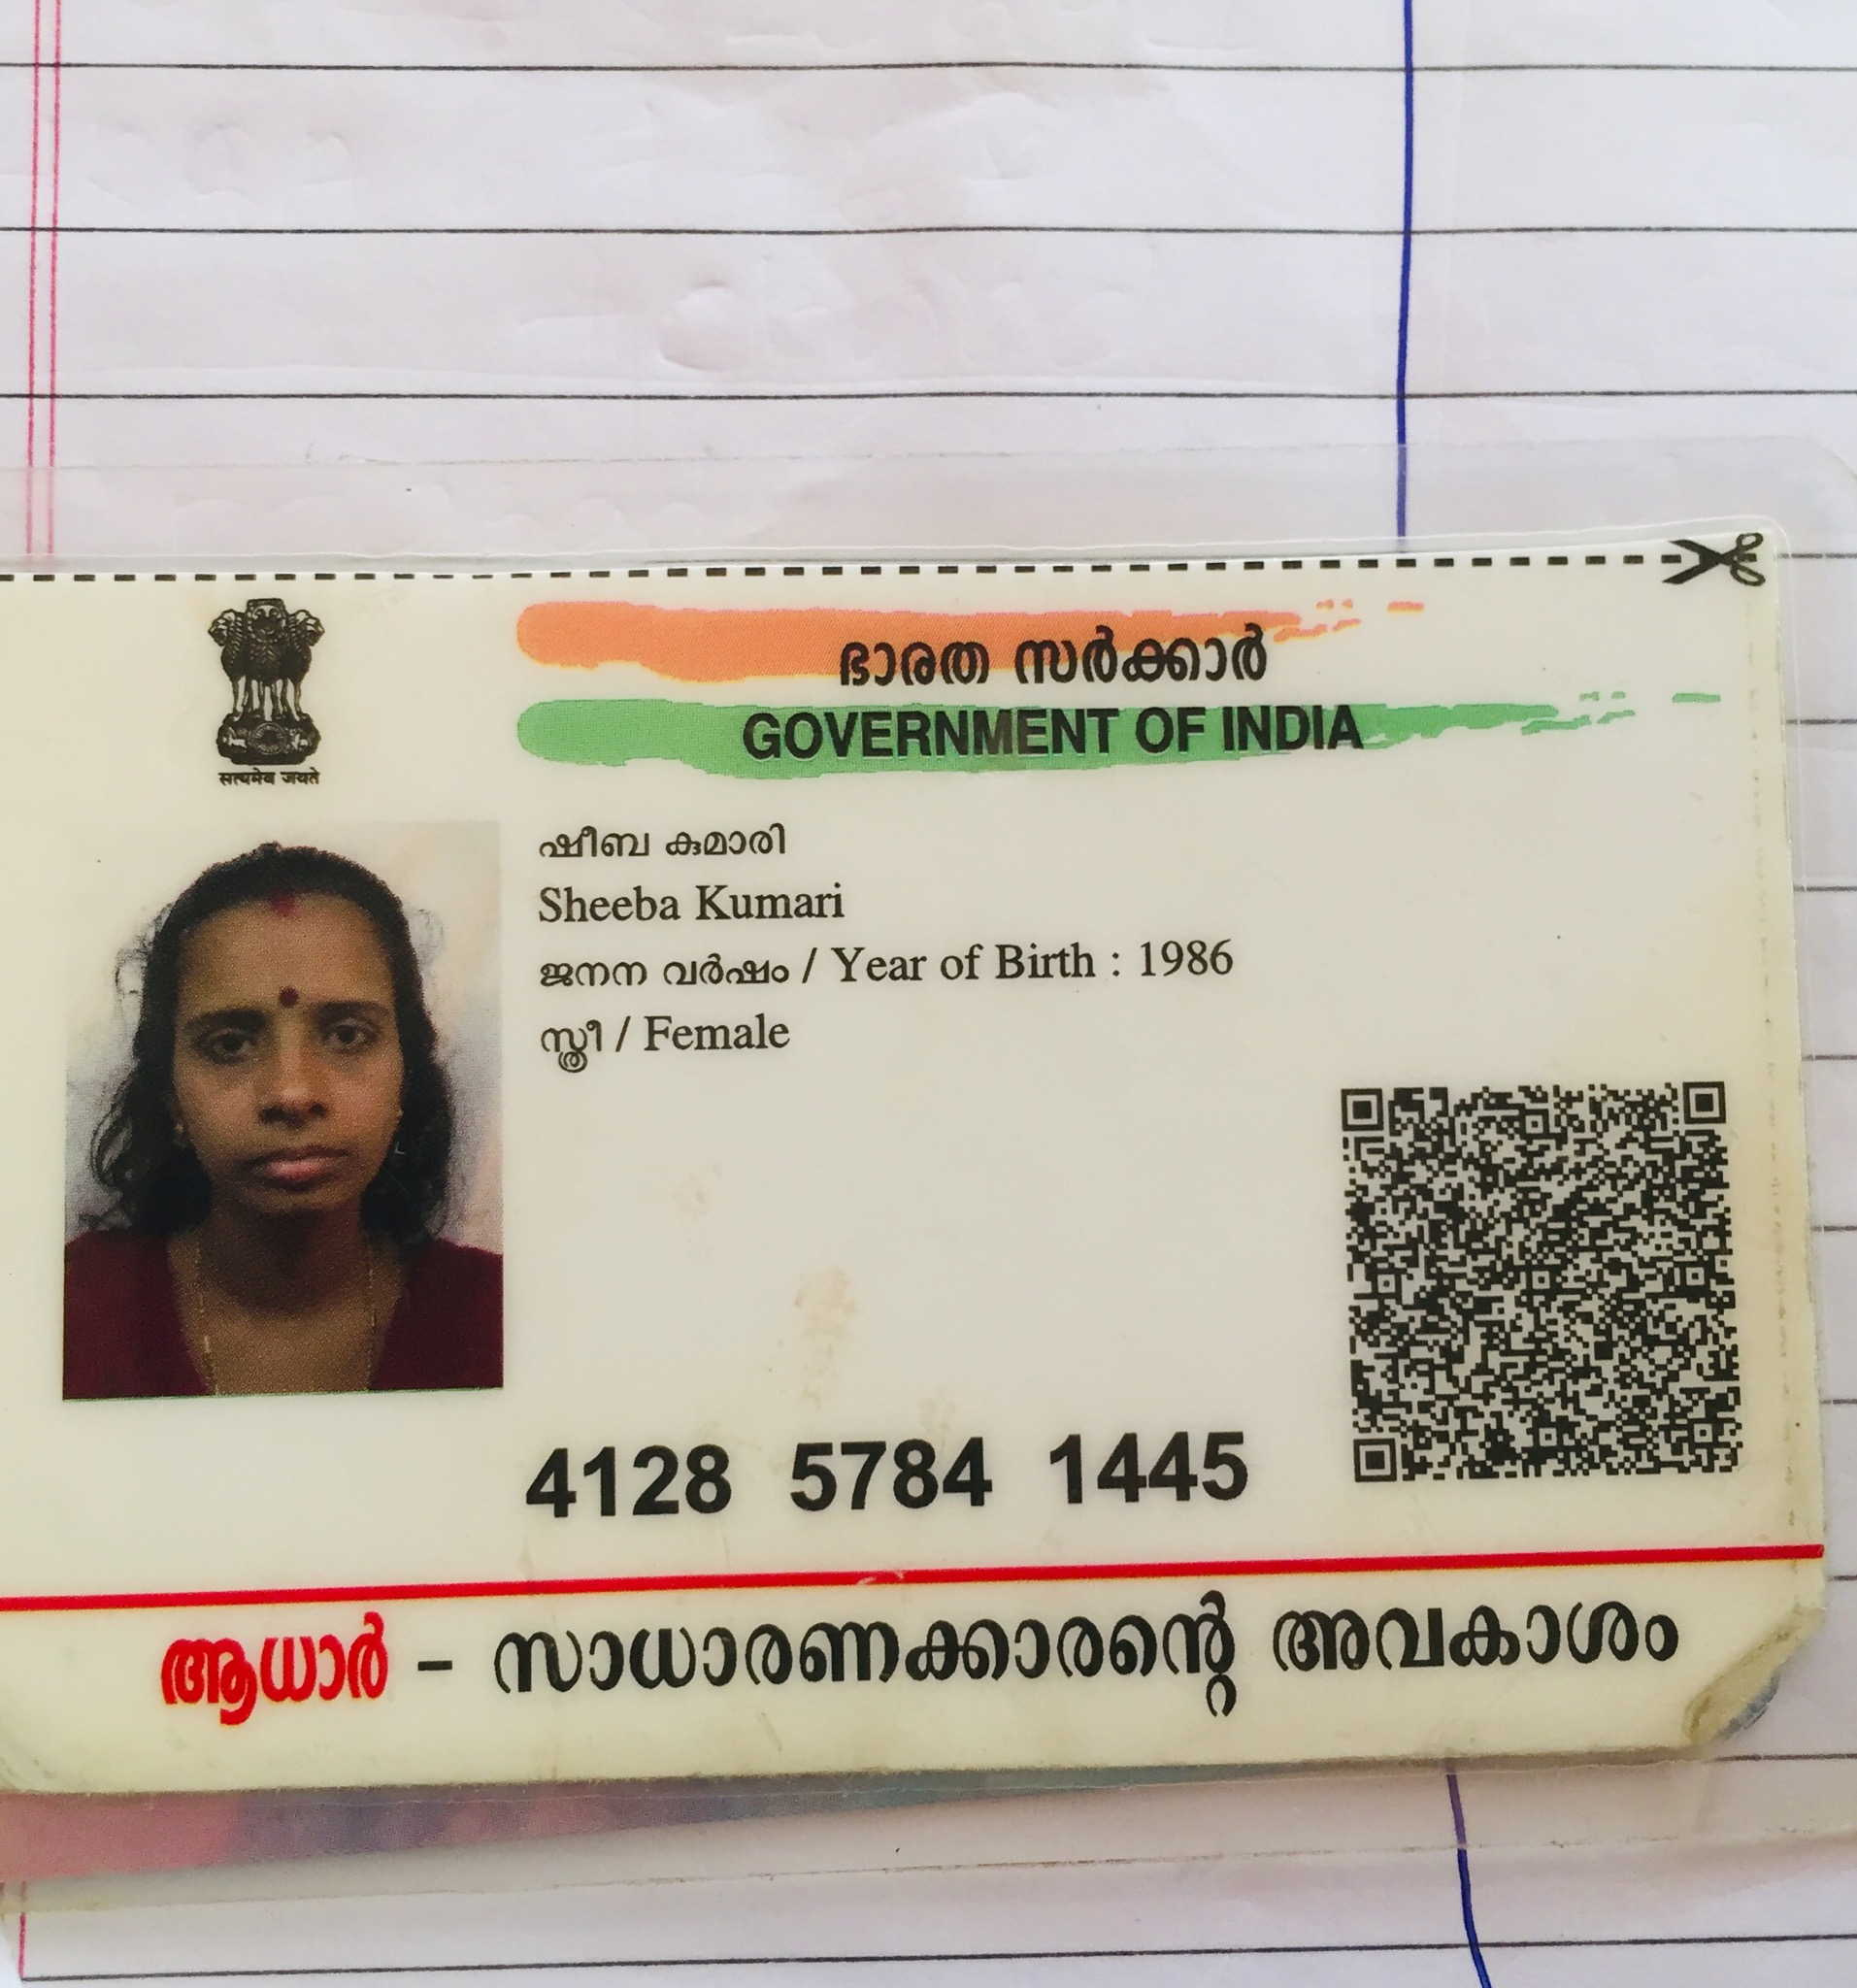 ഭാരത സർക്കാർ
GOVERNMENT OF INDIA
सत्यमेव जयते
ഷീബ കുമാരി
Sheeba Kumari
ജനന വർഷം / Year of Birth : 1986
സ്ത്രീ / Female
4128 5784 1445
ആധാർ – സാധാരണക്കാരന്റെ അവകാശം